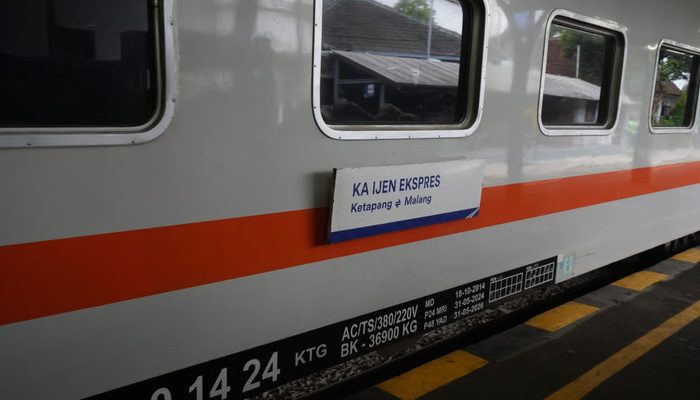 KA IJEN EKSPRES
Ketapang ⇌ Malang
0 14 24 KTG
AC/TS/380/220V
BK - 36900 KG
MD 18-10-2014
P24 MRI 31-05-2024
P48 YAD 31-05-2026